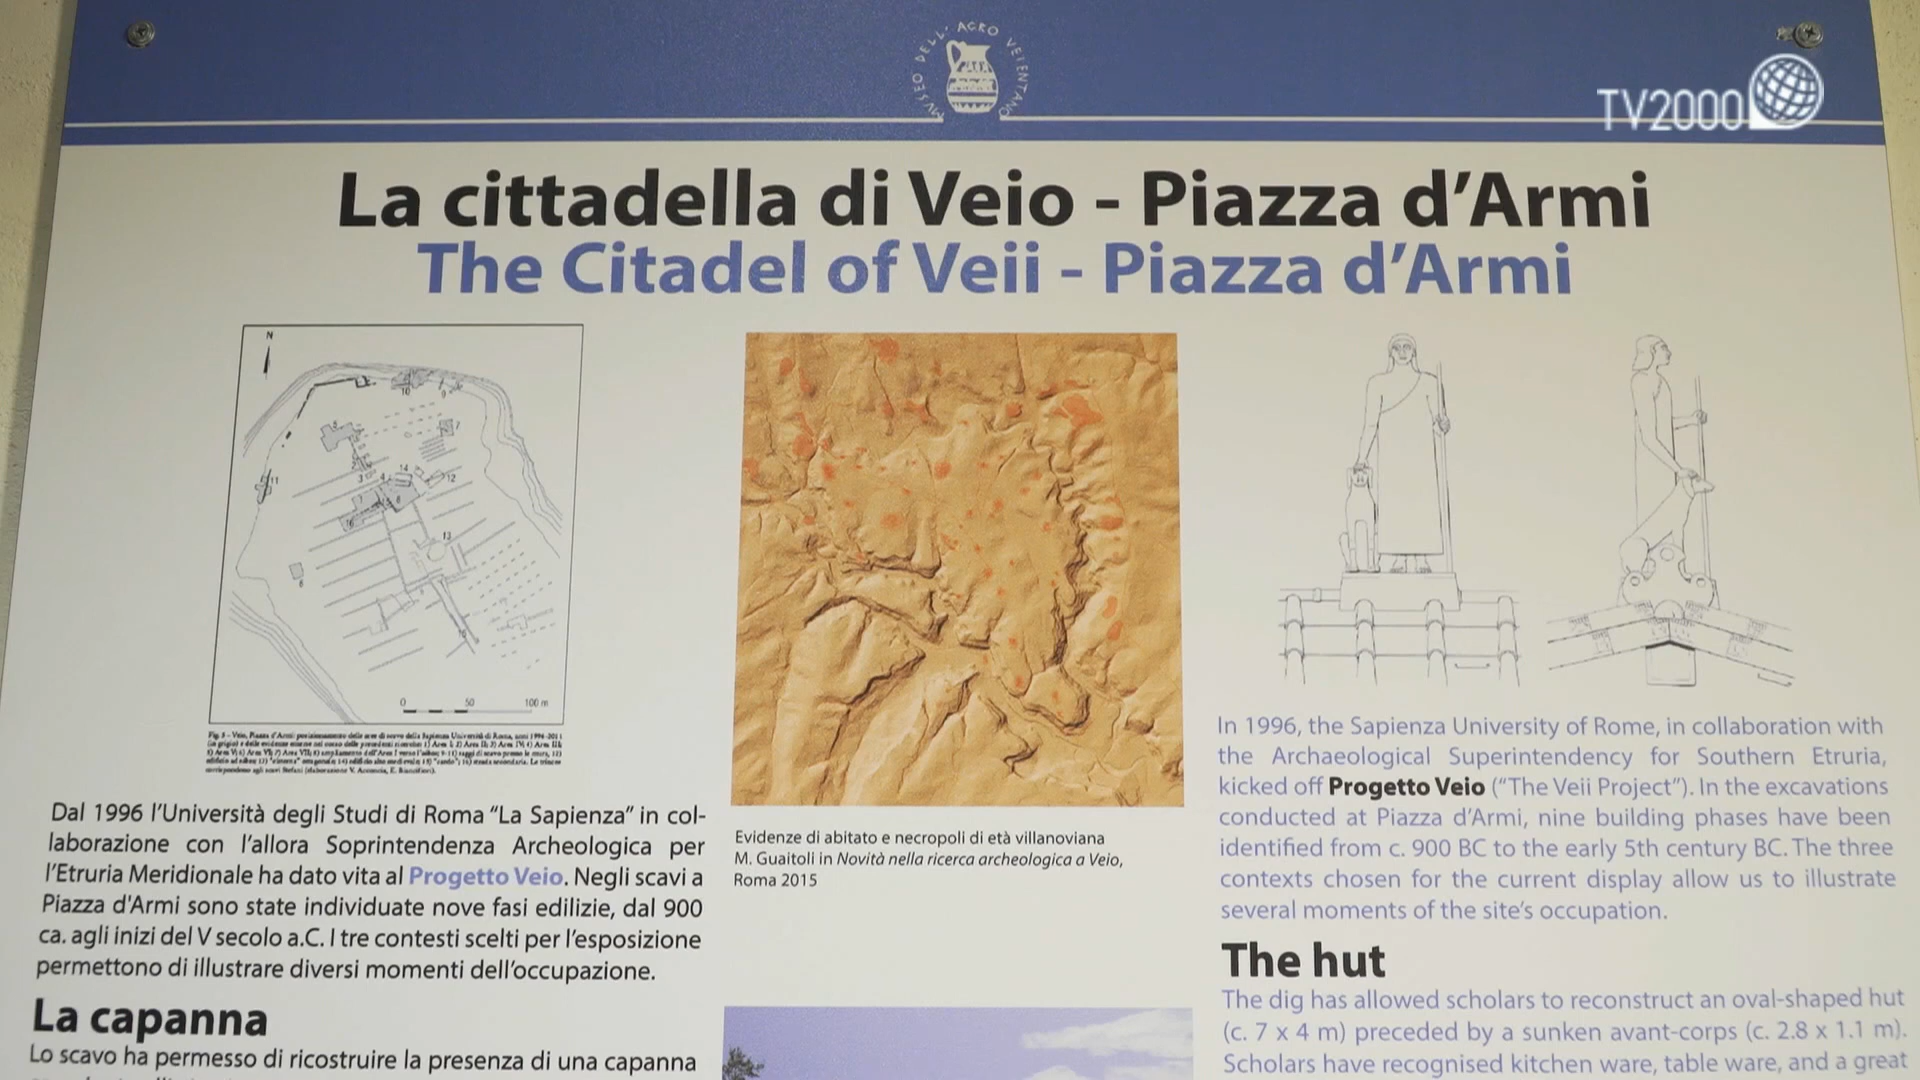 MUSEO DELL' AGRO VEIENTANO
TV2000
La cittadella di Veio - Piazza d'Armi
The Citadel of Veii - Piazza d'Armi
N
10
9
11
3
4
14
12
6
13
8
0 50 100 m
Dal 1996 l'Università degli Studi di Roma "La Sapienza" in col-
laborazione con l'allora Soprintendenza Archeologica per
l'Etruria Meridionale ha dato vita al Progetto Veio. Negli scavi a
Piazza d'Armi sono state individuate nove fasi edilizie, dal 900
ca. agli inizi del V secolo a.C. I tre contesti scelti per l'esposizione
permettono di illustrare diversi momenti dell'occupazione.
La capanna
Lo scavo ha permesso di ricostruire la presenza di una capanna
Evidenze di abitato e necropoli di età villanoviana
M. Guaitoli in Novità nella ricerca archeologica a Veio,
Roma 2015
In 1996, the Sapienza University of Rome, in collaboration with
the Archaeological Superintendency for Southern Etruria,
kicked off Progetto Veio ("The Veii Project"). In the excavations
conducted at Piazza d'Armi, nine building phases have been
identified from c. 900 BC to the early 5th century BC. The three
contexts chosen for the current display allow us to illustrate
several moments of the site's occupation.
The hut
The dig has allowed scholars to reconstruct an oval-shaped hut
(c. 7 x 4 m) preceded by a sunken avant-corps (c. 2.8 x 1.1 m).
Scholars have recognised kitchen ware, table ware, and a great